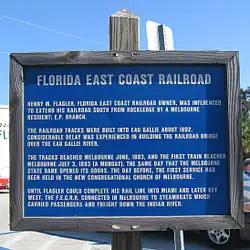 FLORIDA EAST COAST RAILROAD
HENRY M. FLAGLER, FLORIDA EAST COAST RAILROAD OWNER, WAS INFLUENCED
TO EXTEND HIS RAILROAD SOUTH FROM ROCKLEDGE BY A MELBOURNE
RESIDENT: E.P. BRANCH.
THE RAILROAD TRACKS WERE BUILT INTO EAU GALLIE ABOUT 1892.
CONSIDERABLE DELAY WAS EXPERIENCED IN BUILDING THE RAILROAD BRIDGE
OVER THE EAU GALLIE RIVER.
THE TRACKS REACHED MELBOURNE JUNE, 1893, AND THE FIRST TRAIN REACHED
MELBOURNE JULY 3, 1893 (A MONDAY), THE SAME DAY THAT THE MELBOURNE
STATE BANK OPENED ITS DOORS. THE DAY BEFORE, THE FIRST SERVICE HAS
BEEN HELD IN THE NEW CONGREGATIONAL CHURCH OF MELBOURNE.
UNTIL FLAGLER COULD COMPLETE HIS RAIL LINE INTO MIAMI AND LATER KEY
WEST, THE F.E.C.R.R. CONNECTED IN MELBOURNE TO STEAMBOATS WHICH
CARRIED PASSENGERS AND FREIGHT DOWN THE INDIAN RIVER.